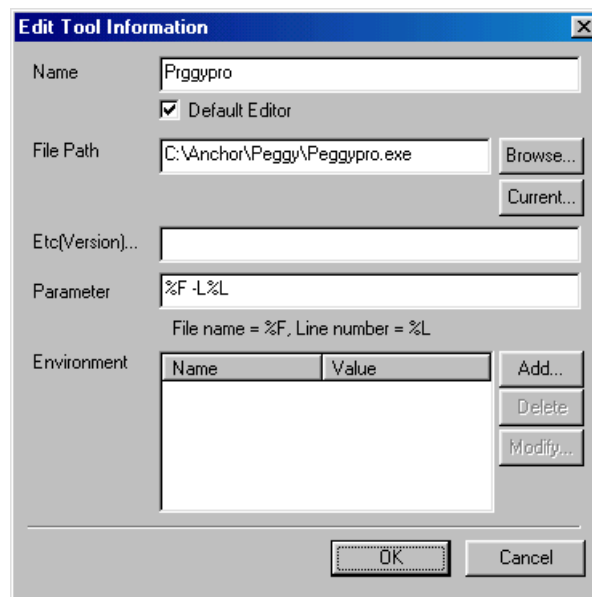 Edit Tool Information
Name
Prggypro
Default Editor
File Path
C:\Anchor\Peggy\Peggypro.exe
Browse...
Current...
Etc(Version)...
Parameter
%F -L%L
File name = %F, Line number = %L
Environment
Name
Value
Add...
Delete
Modify...
OK
Cancel